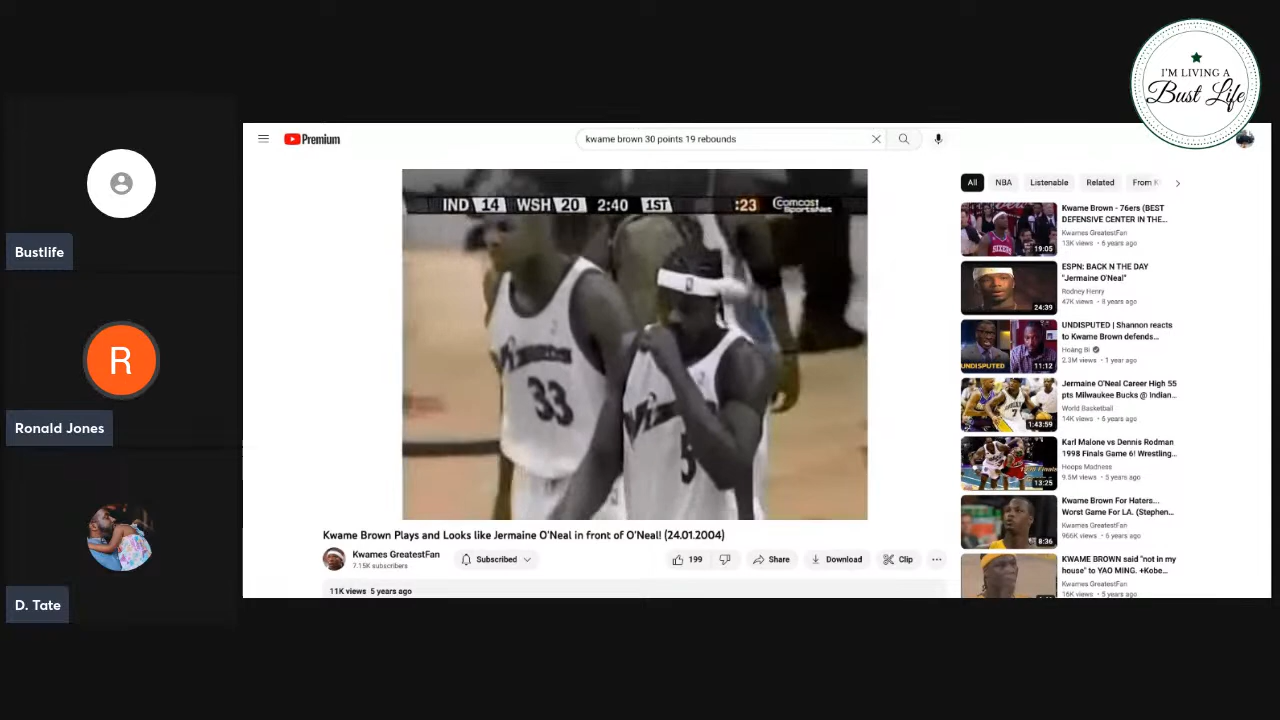 I'M LIVING A
Bust Life
Premium
kwame brown 30 points 19 rebounds
IND 14 WSH 20 2:40 1ST :23 Comcast SportsNet
33
5
Bustlife
R
Ronald Jones
D. Tate
Kwame Brown Plays and Looks like Jermaine O'Neal in front of O'Neal! (24.01.2004)
Kwames GreatestFan
7.15K subscribers
Subscribed
199
Share
Download
Clip
11K views 5 years ago
All
NBA
Listenable
Related
From K
Kwame Brown - 76ers (BEST
DEFENSIVE CENTER IN THE...
Kwames GreatestFan
13K views • 6 years ago
19:05
ESPN; BACK N THE DAY
"Jermaine O'Neal"
Rodney Henry
47K views • 8 years ago
24:39
UNDISPUTED | Shannon reacts
to Kwame Brown defends...
Hoang Bi
2.3M views • 1 year ago
UNDISPUTED
11:12
Jermaine O'Neal Career High 55
pts Milwaukee Bucks @ Indian...
World Basketball
14K views • 6 years ago
1:43:59
Karl Malone vs Dennis Rodman
1998 Finals Game 6! Wrestling...
Hoops Madness
9.5M views • 5 years ago
13:25
Kwame Brown For Haters...
Worst Game For LA. (Stephen...
Kwames GreatestFan
966K views • 6 years ago
8:36
KWAME BROWN said "not in my
house" to YAO MING. +Kobe...
Kwames GreatestFan
16K views • 5 years ago